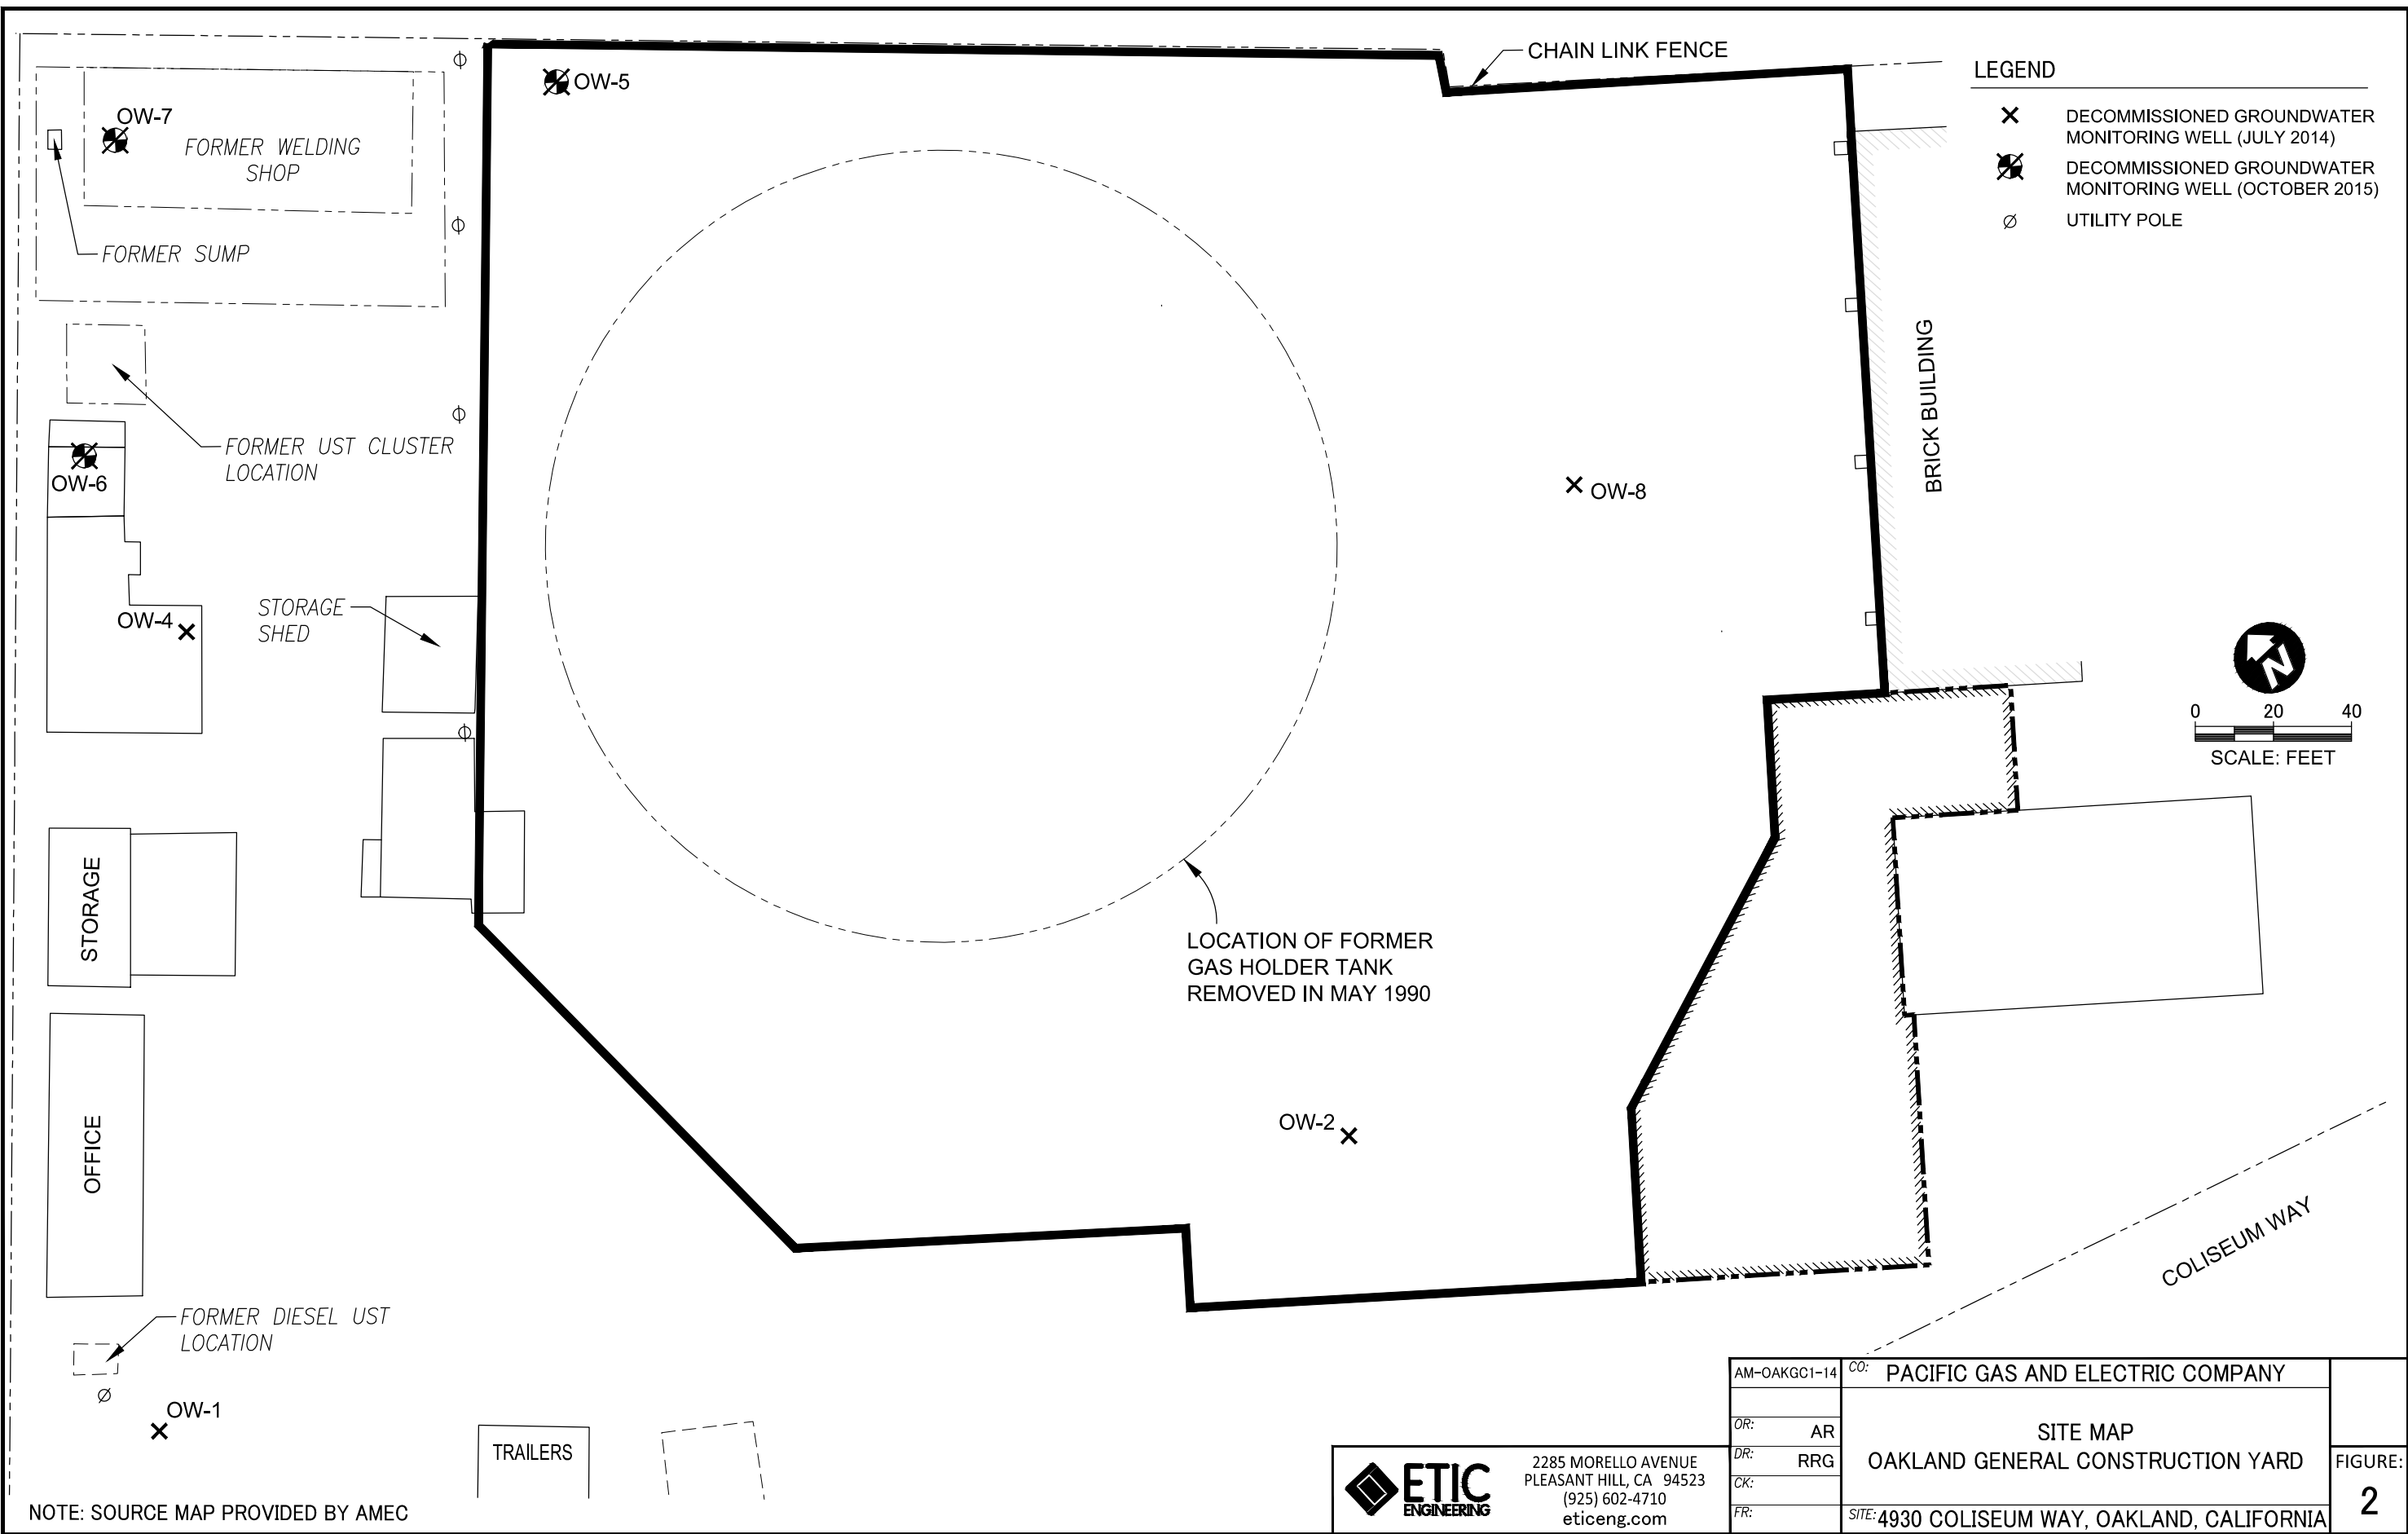 CHAIN LINK FENCE
OW-5
OW-7
FORMER WELDING
SHOP
FORMER SUMP
FORMER UST CLUSTER
LOCATION
OW-6
OW-4
STORAGE
SHED
OW-8
BRICK BUILDING
STORAGE
OFFICE
LOCATION OF FORMER
GAS HOLDER TANK
REMOVED IN MAY 1990
OW-2
FORMER DIESEL UST
LOCATION
OW-1
TRAILERS
COLISEUM WAY
NOTE: SOURCE MAP PROVIDED BY AMEC
LEGEND
DECOMMISSIONED GROUNDWATER
MONITORING WELL (JULY 2014)
DECOMMISSIONED GROUNDWATER
MONITORING WELL (OCTOBER 2015)
UTILITY POLE
N
0 20 40
SCALE: FEET
ETIC
ENGINEERING
2285 MORELLO AVENUE
PLEASANT HILL, CA 94523
(925) 602-4710
eticeng.com
AM-OAKGC1-14
OR: AR
DR: RRG
CK:
FR:
CO: PACIFIC GAS AND ELECTRIC COMPANY
SITE MAP
OAKLAND GENERAL CONSTRUCTION YARD
SITE: 4930 COLISEUM WAY, OAKLAND, CALIFORNIA
FIGURE:
2